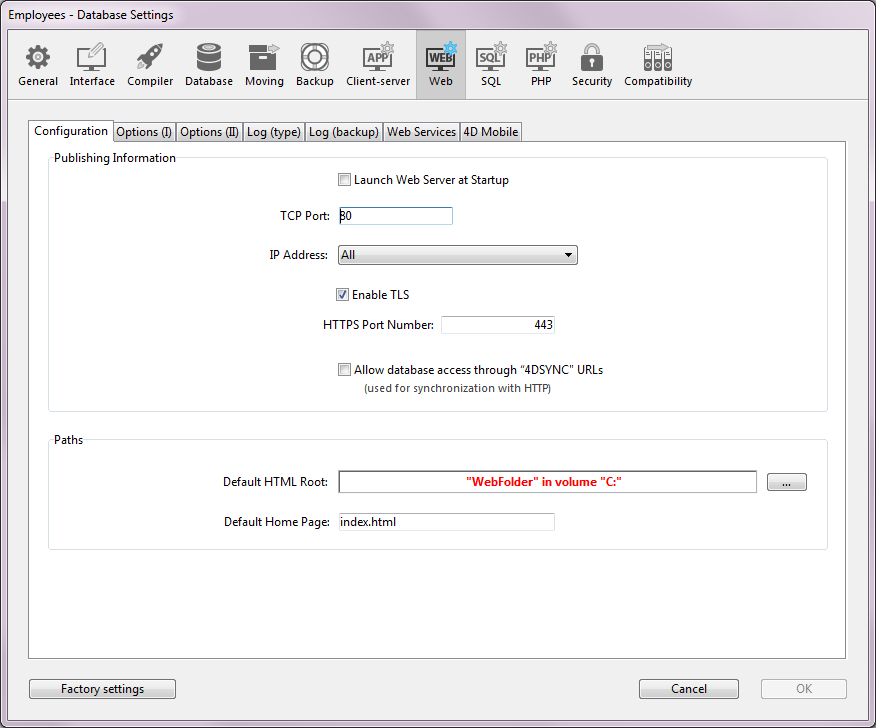 Employees - Database Settings
APP WEB SQL PHP
General Interface Compiler Database Moving Backup Client-server Web SQL PHP Security Compatibility
Configuration Options (I) Options (II) Log (type) Log (backup) Web Services 4D Mobile
Publishing Information
Launch Web Server at Startup
TCP Port: 80
IP Address: All
Enable TLS
HTTPS Port Number: 443
Allow database access through “4DSYNC” URLs
(used for synchronization with HTTP)
Paths
Default HTML Root: "WebFolder" in volume "C:" ...
Default Home Page: index.html
Factory settings Cancel OK